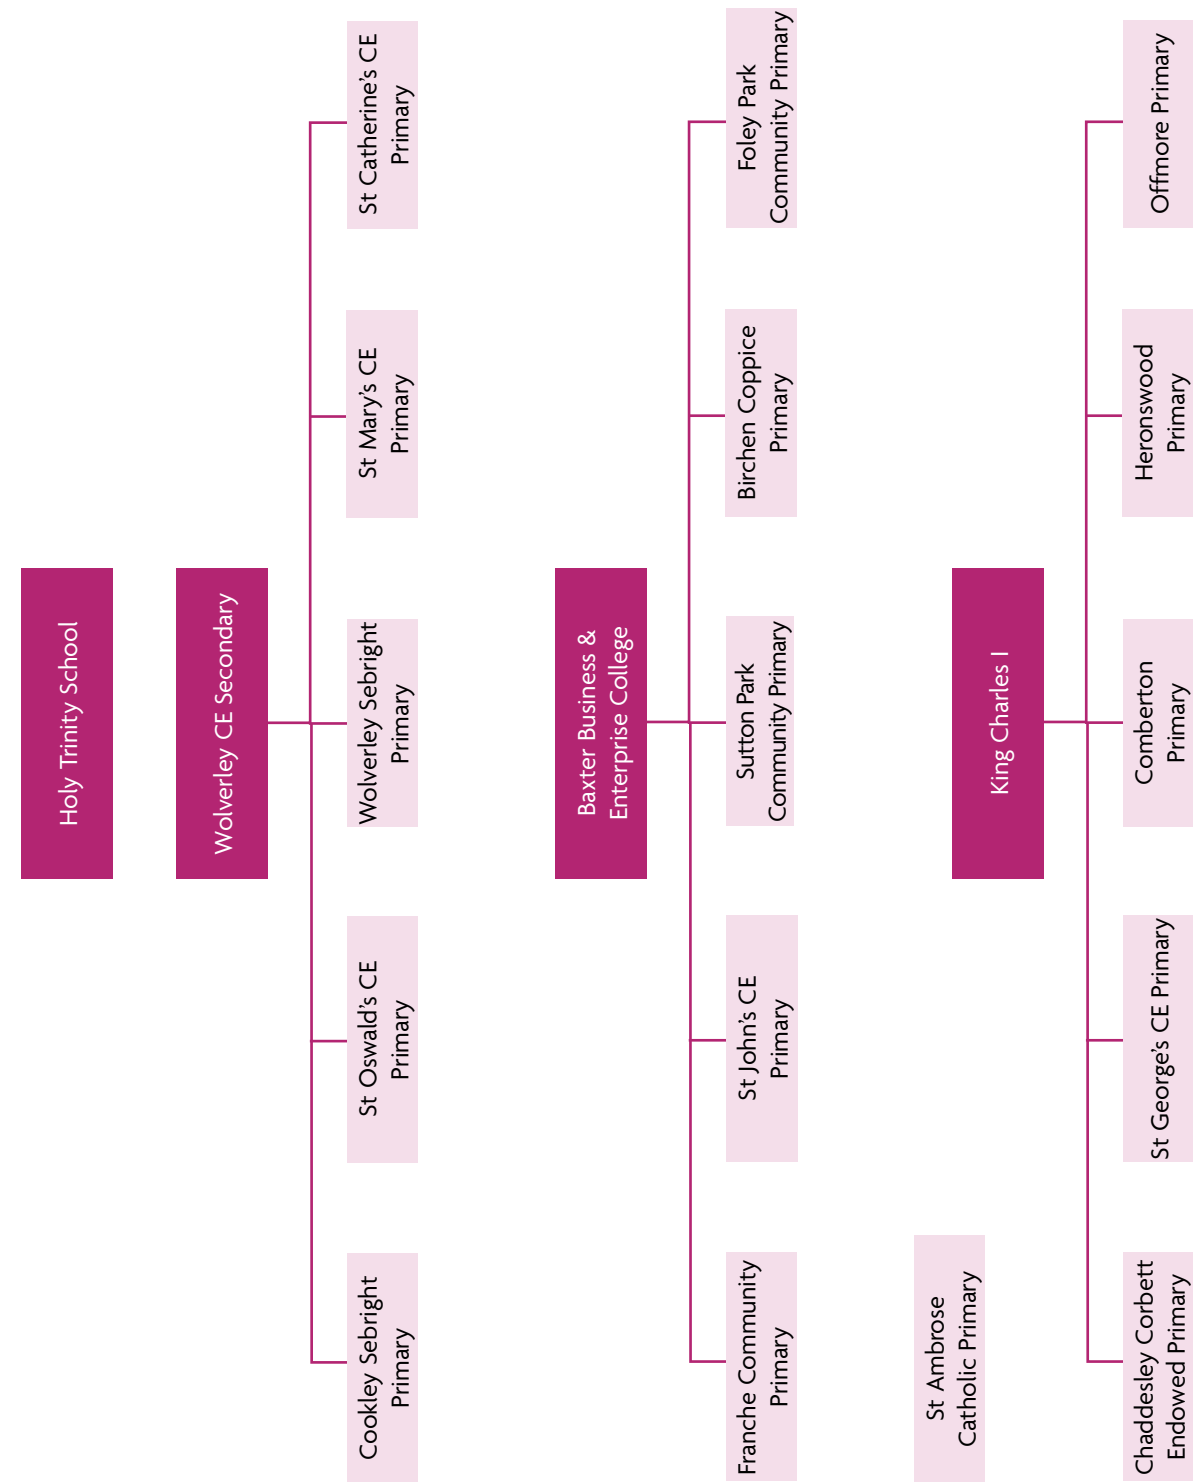 Holy Trinity School
Wolverley CE Secondary
Cookley Sebright
Primary
St Oswald's CE
Primary
Wolverley Sebright
Primary
St Mary's CE
Primary
St Catherine's CE
Primary
Baxter Business &
Enterprise College
Franche Community
Primary
St John's CE
Primary
Sutton Park
Community Primary
Birchen Coppice
Primary
Foley Park
Community Primary
St Ambrose
Catholic Primary
King Charles I
Chaddesley Corbett
Endowed Primary
St George's CE Primary
Comberton
Primary
Heronswood
Primary
Offmore Primary